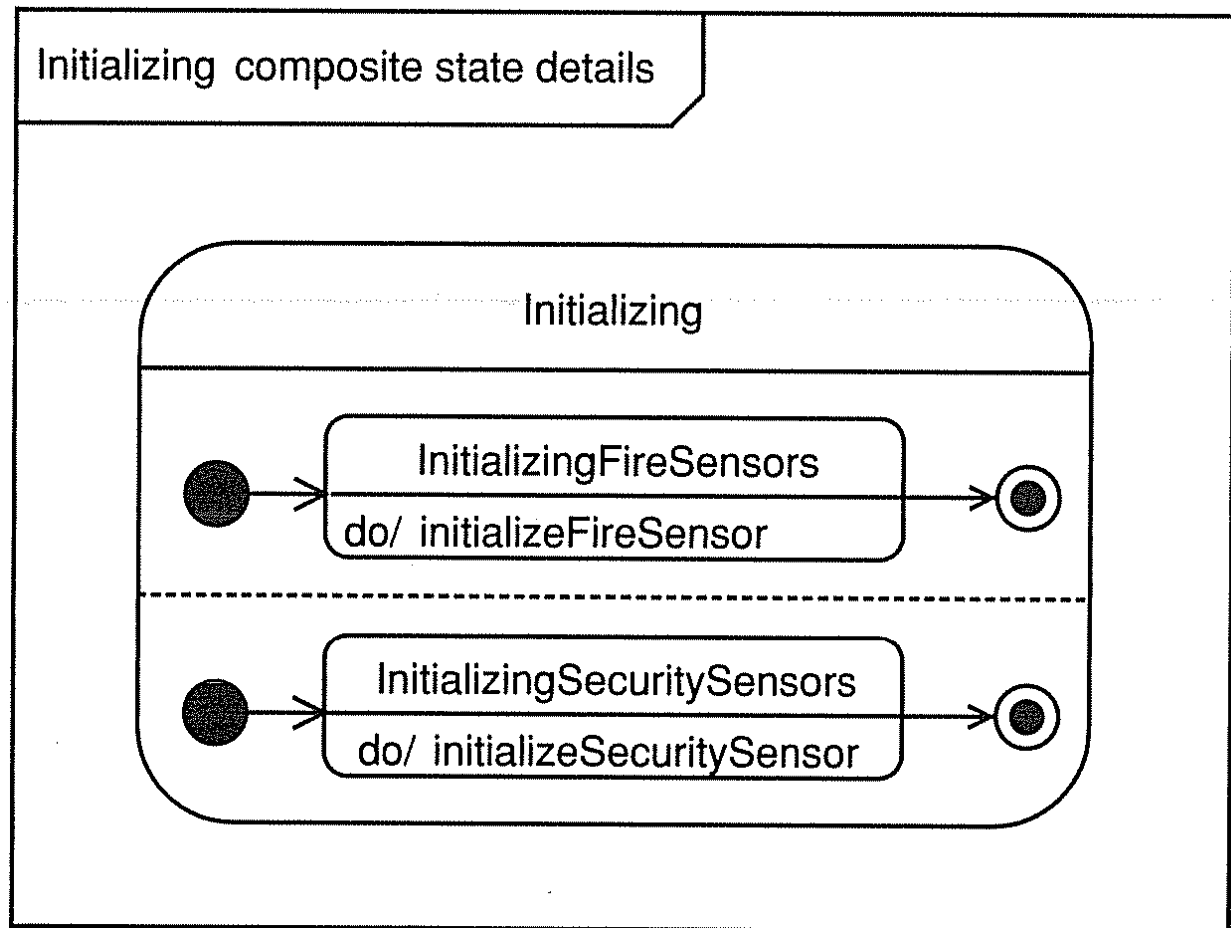 Initializing composite state details
Initializing
InitializingFireSensors
do/ initializeFireSensor
InitializingSecuritySensors
do/ initializeSecuritySensor